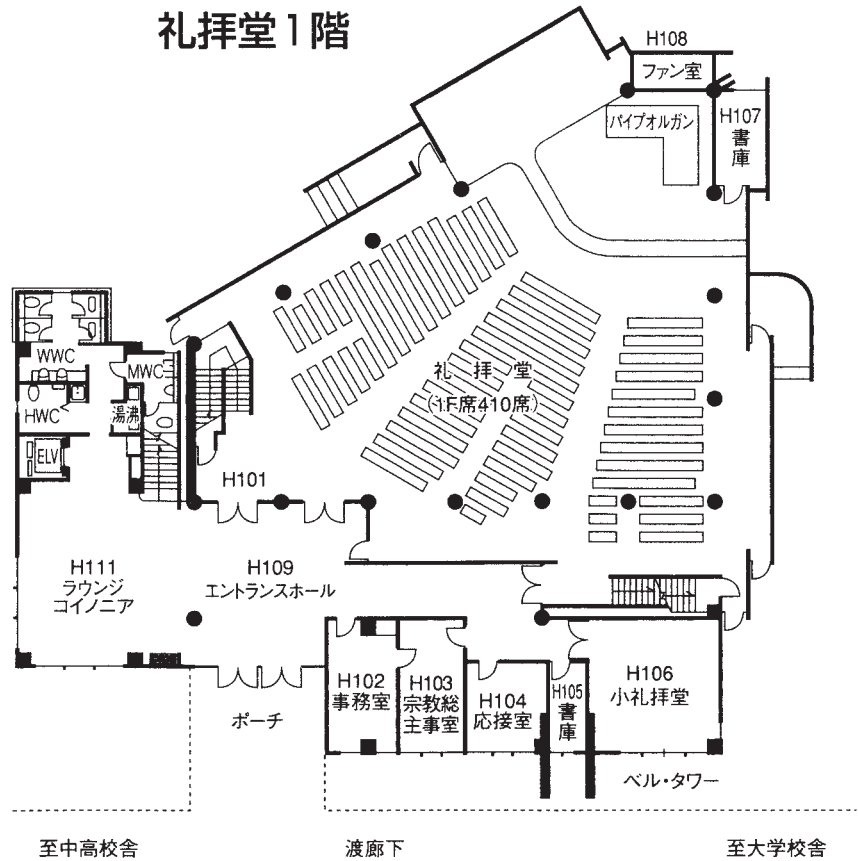 礼拝堂1階
H108
ファン室
パイプオルガン
H107
書庫
WWC
MWC
HWC
湯沸
ELV
礼拝堂
(1F席410席)
H101
H111
ラウンジ
コイノニア
H109
エントランスホール
H102
事務室
H103
宗教総
主事室
H104
応接室
H105
書庫
H106
小礼拝堂
ポーチ
ベル・タワー
至中高校舎
渡廊下
至大学校舎